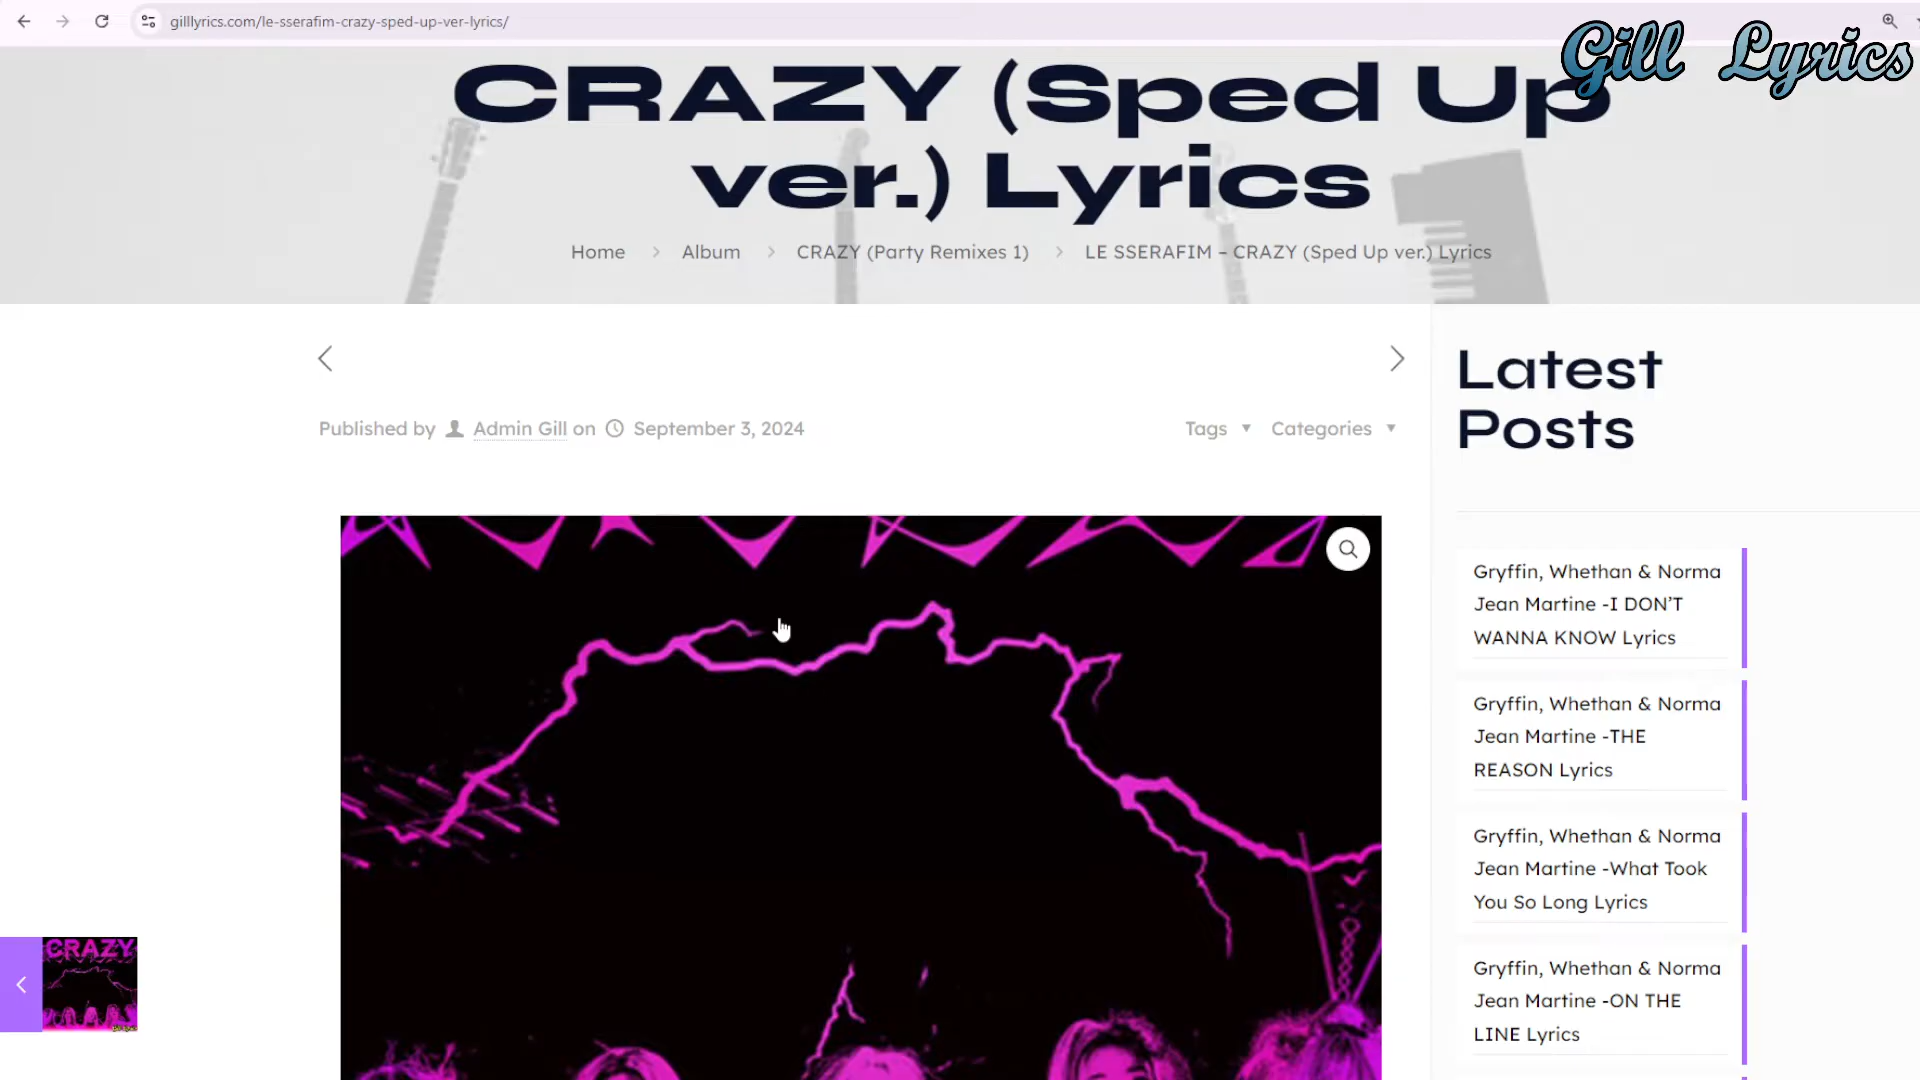 gilllyrics.com/le-sserafim-crazy-sped-up-ver-lyrics/
Gill Lyrics
CRAZY (Sped Up
ver.) Lyrics
Home > Album > CRAZY (Party Remixes 1) > LE SSERAFIM – CRAZY (Sped Up ver.) Lyrics
Published by Admin Gill on September 3, 2024
Tags Categories
Latest
Posts
Gryffin, Whethan & Norma
Jean Martine -I DON’T
WANNA KNOW Lyrics
Gryffin, Whethan & Norma
Jean Martine -THE
REASON Lyrics
Gryffin, Whethan & Norma
Jean Martine -What Took
You So Long Lyrics
Gryffin, Whethan & Norma
Jean Martine -ON THE
LINE Lyrics
CRAZY